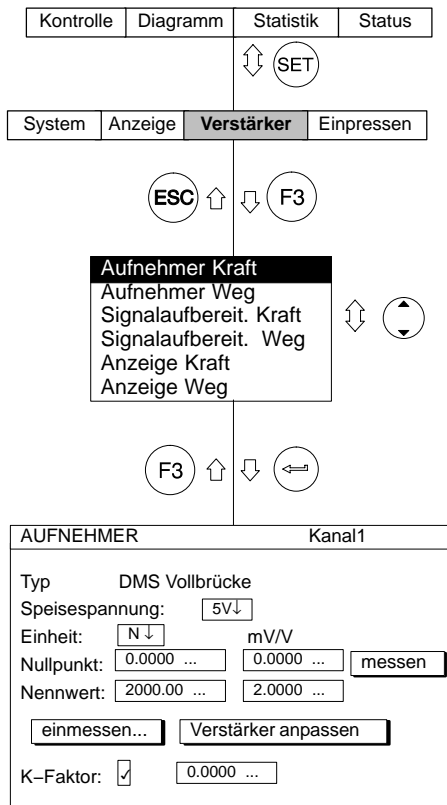 Kontrolle Diagramm Statistik Status
SET
System Anzeige Verstärker Einpressen
ESC F3
Aufnehmer Kraft
Aufnehmer Weg
Signalaufbereit. Kraft
Signalaufbereit. Weg
Anzeige Kraft
Anzeige Weg
F3
AUFNEHMER Kanal1
Typ DMS Vollbrücke
Speisespannung: 5V↓
Einheit: N ↓ mV/V
Nullpunkt: 0.0000 ... 0.0000 ... messen
Nennwert: 2000.00 ... 2.0000 ...
einmessen... Verstärker anpassen
K–Faktor: ✓ 0.0000 ...